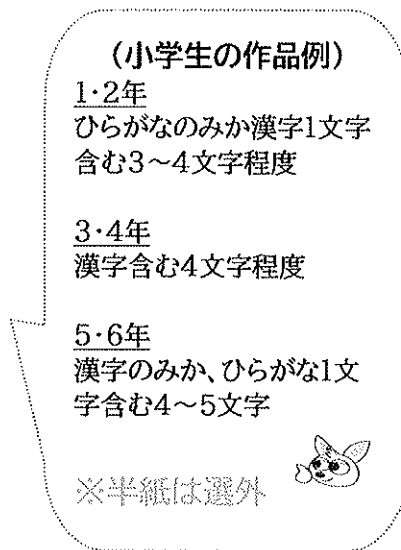 (小学生の作品例)
1·2年
ひらがなのみか漢字1文字
含む3～4文字程度
3·4年
漢字含む4文字程度
5·6年
漢字のみか、ひらがな1文
字含む4～5文字
※半紙は選外